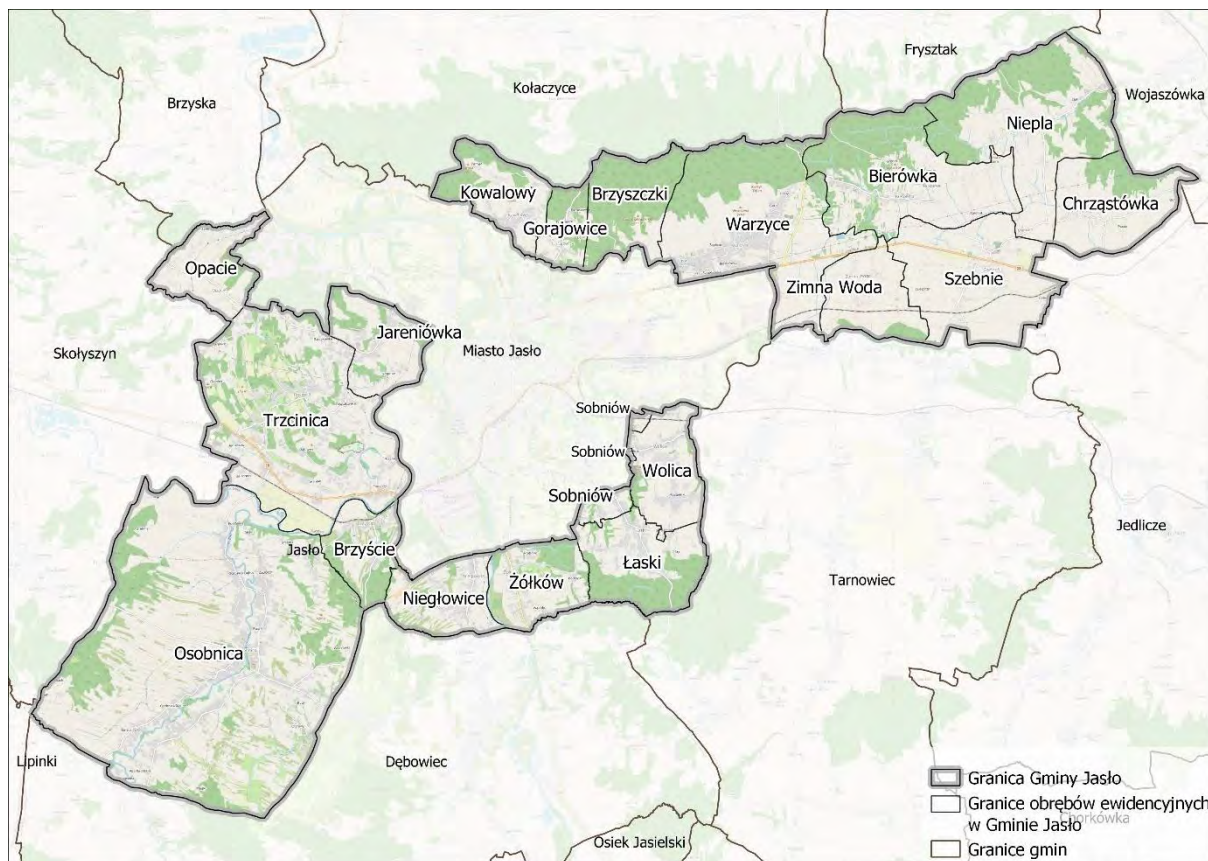 Frysztak
Brzyska
Kołaczyce
Wojaszówka
Niepla
Bierówka
Kowalowy
Brzyszczki
Chrząstówka
Gorajowice
Warzyce
Opacie
Zimna Woda
Szebnie
Jareniówka
Skołyszyn
Miasto Jasło
Trzcinica
Sobniów
Sobniów
Wolica
Sobniów
Jedlicze
Jasło
Brzyście
Łaski
Niegłowice
Żółków
Tarnowiec
Osobnica
Lipinki
Dębowiec
Osiek Jasielski
Granica Gminy Jasło
Granice obrębów ewidencyjnych
w Gminie Jasło
Chorkówka
Granice gmin